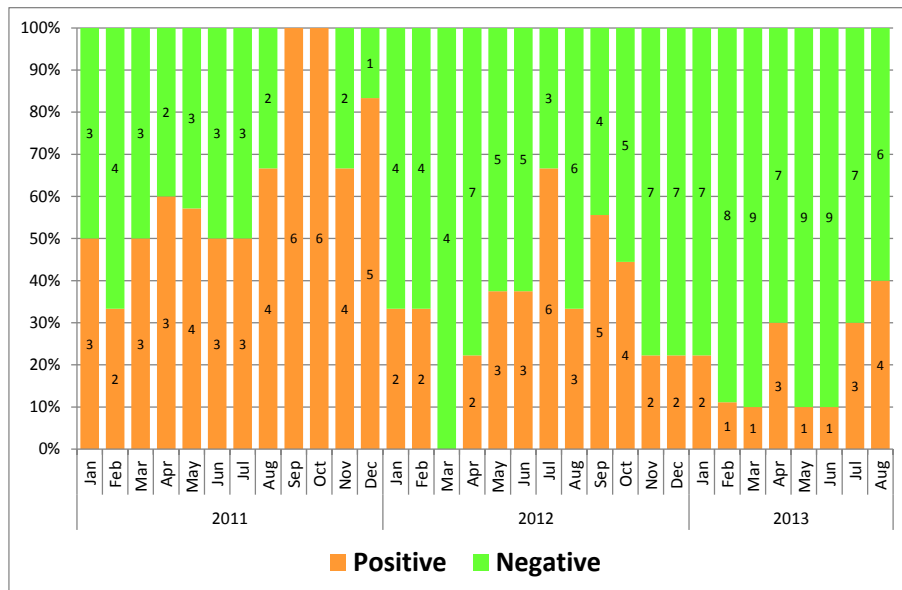 100%
90%
80%
70%
60%
50%
40%
30%
20%
10%
0%
3 4 3 2 3 3 3 2 2 1 4 4 4 7 5 5 3 6 4 5 7 7 7 8 9 7 9 9 7 6
3 2 3 3 4 3 3 4 6 6 4 5 2 2 2 3 3 6 3 5 4 2 2 2 1 1 3 1 1 3 4
Jan Feb Mar Apr May Jun Jul Aug Sep Oct Nov Dec Jan Feb Mar Apr May Jun Jul Aug Sep Oct Nov Dec Jan Feb Mar Apr May Jun Jul Aug
2011 2012 2013
Positive Negative